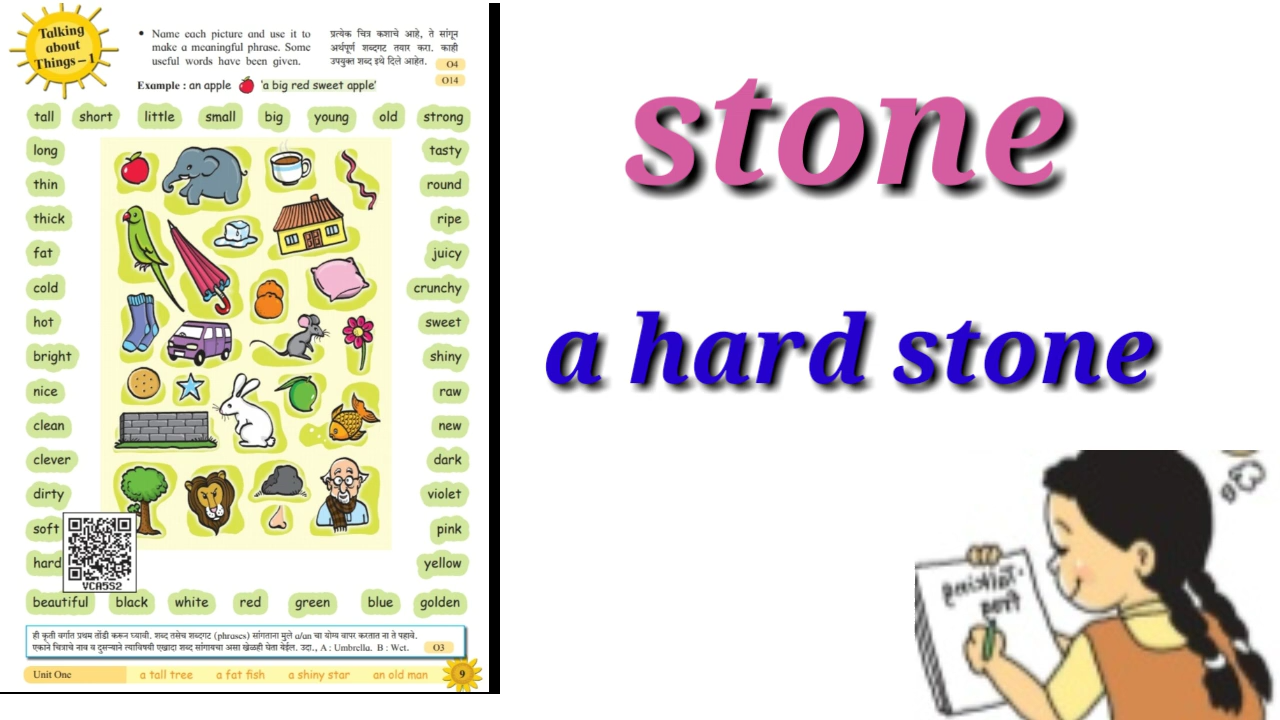 Talking
about
Things – 1
• Name each picture and use it to
make a meaningful phrase. Some
useful words have been given.
प्रत्येक चित्र कशाचे आहे, ते सांगून
अर्थपूर्ण शब्दगट तयार करा. काही
उपयुक्त शब्द इथे दिले आहेत.
O4
O14
Example : an apple 'a big red sweet apple'
tall short little small big young old strong
long
thin
thick
fat
cold
hot
bright
nice
clean
clever
dirty
soft
hard
tasty
round
ripe
juicy
crunchy
sweet
shiny
raw
new
dark
violet
pink
yellow
VCA5S2
beautiful black white red green blue golden
ही कृती वर्गात प्रथम तोंडी करून घ्यावी. शब्द तसेच शब्दगट (phrases) सांगताना मुले a/an चा योग्य वापर करतात ना ते पहावे.
एकाने चित्राचे नाव व दुसऱ्याने त्याविषयी एखादा शब्द सांगायचा असा खेळही घेता येईल. उदा., A : Umbrella. B : Wet.
O3
Unit One a tall tree a fat fish a shiny star an old man 9
stone
a hard stone